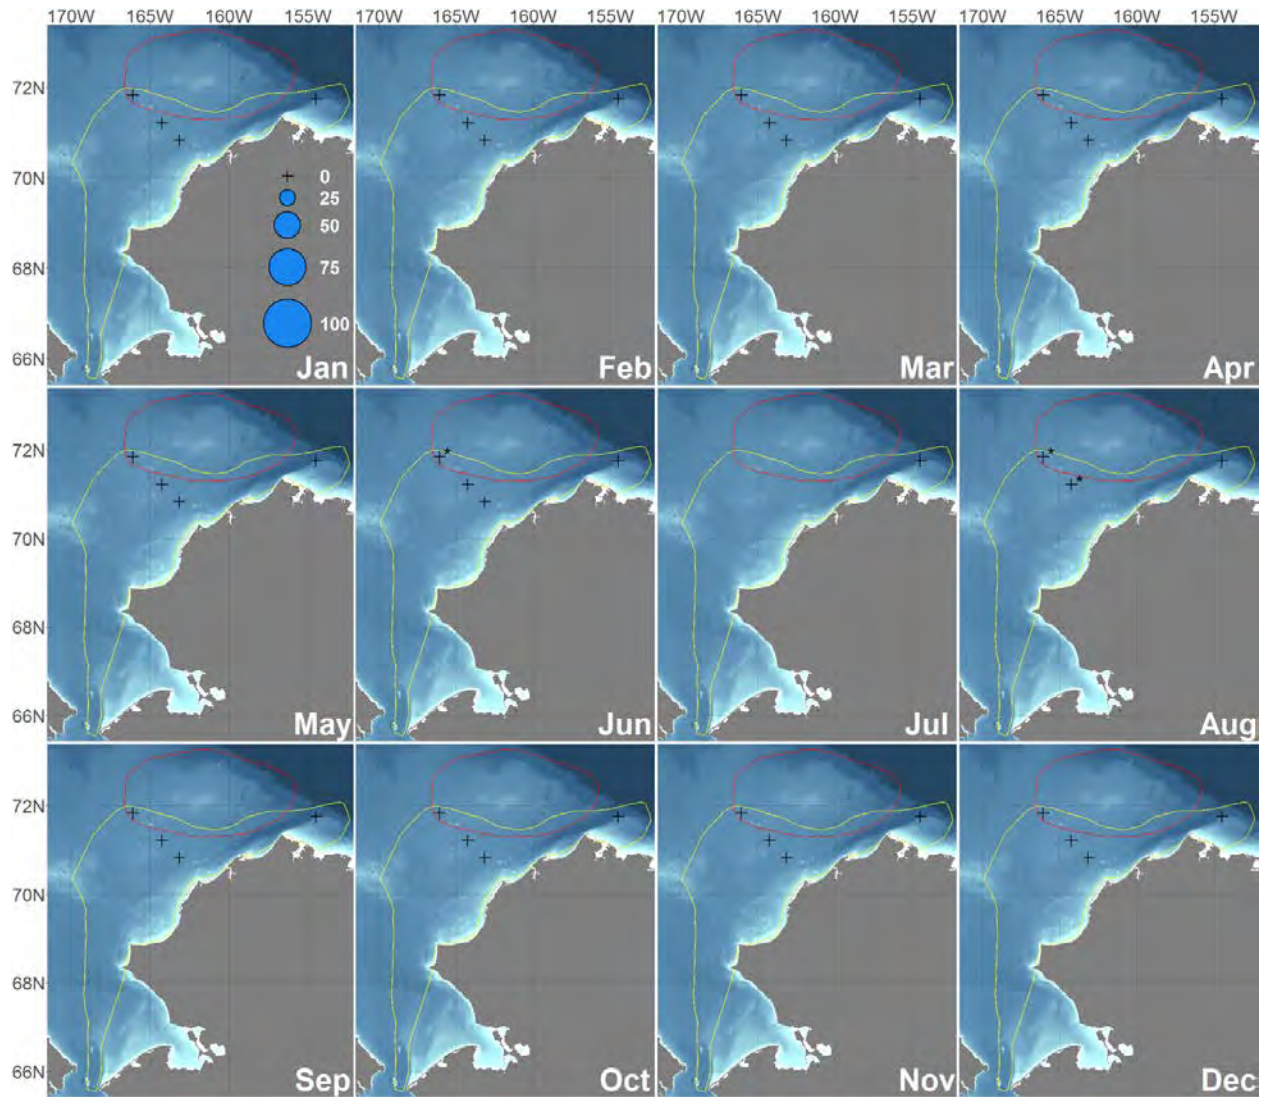 170W 165W 160W 155W 170W 165W 160W 155W 170W 165W 160W 155W 170W 165W 160W 155W
72N
70N
68N
66N
0
25
50
75
100
Jan Feb Mar Apr
72N
70N
68N
66N
May Jun Jul Aug
72N
70N
68N
66N
Sep Oct Nov Dec